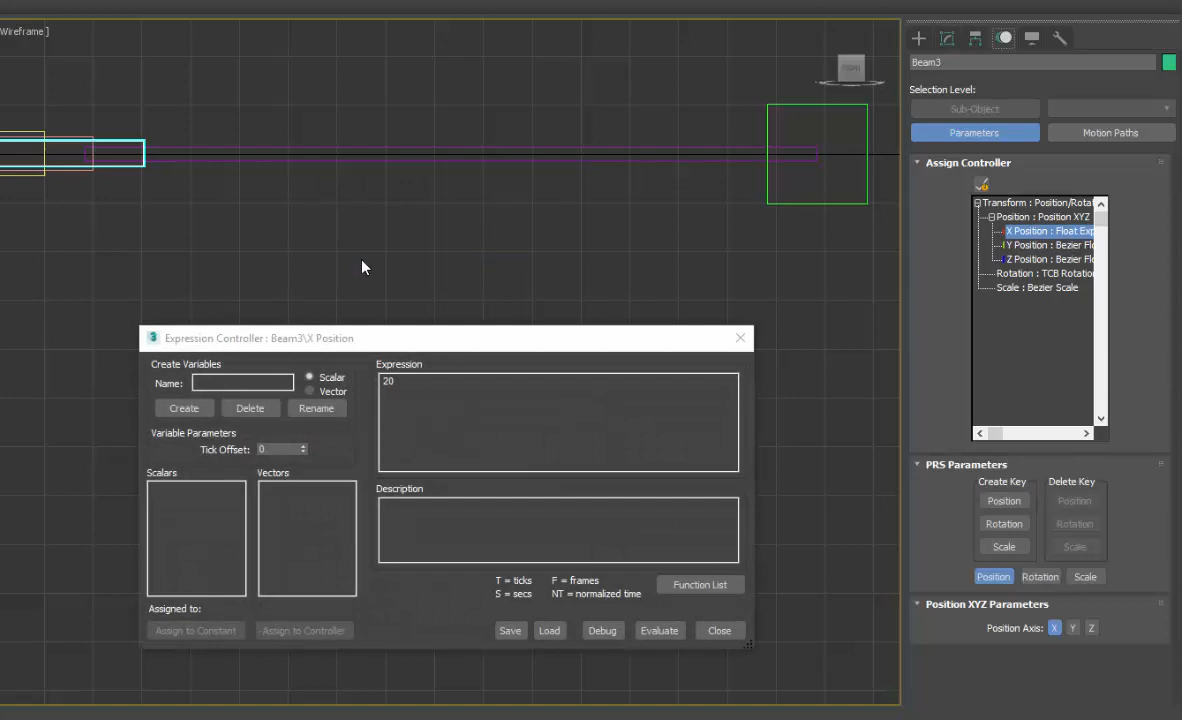 Wireframe ]
Beam3
Selection Level:
Sub-Object
Parameters
Motion Paths
Assign Controller
Transform : Position/Rota
Position : Position XYZ
X Position : Float Exp
Y Position : Bezier Flo
Z Position : Bezier Flo
Rotation : TCB Rotation
Scale : Bezier Scale
Expression Controller : Beam3\X Position
Create Variables
Name:
Scalar
Vector
Create
Delete
Rename
Variable Parameters
Tick Offset: 0
Scalars
Vectors
Assigned to:
Assign to Constant
Assign to Controller
Expression
20
Description
T = ticks
F = frames
S = secs
NT = normalized time
Function List
Save
Load
Debug
Evaluate
Close
PRS Parameters
Create Key
Delete Key
Position
Position
Rotation
Rotation
Scale
Scale
Position
Rotation
Scale
Position XYZ Parameters
Position Axis: X Y Z